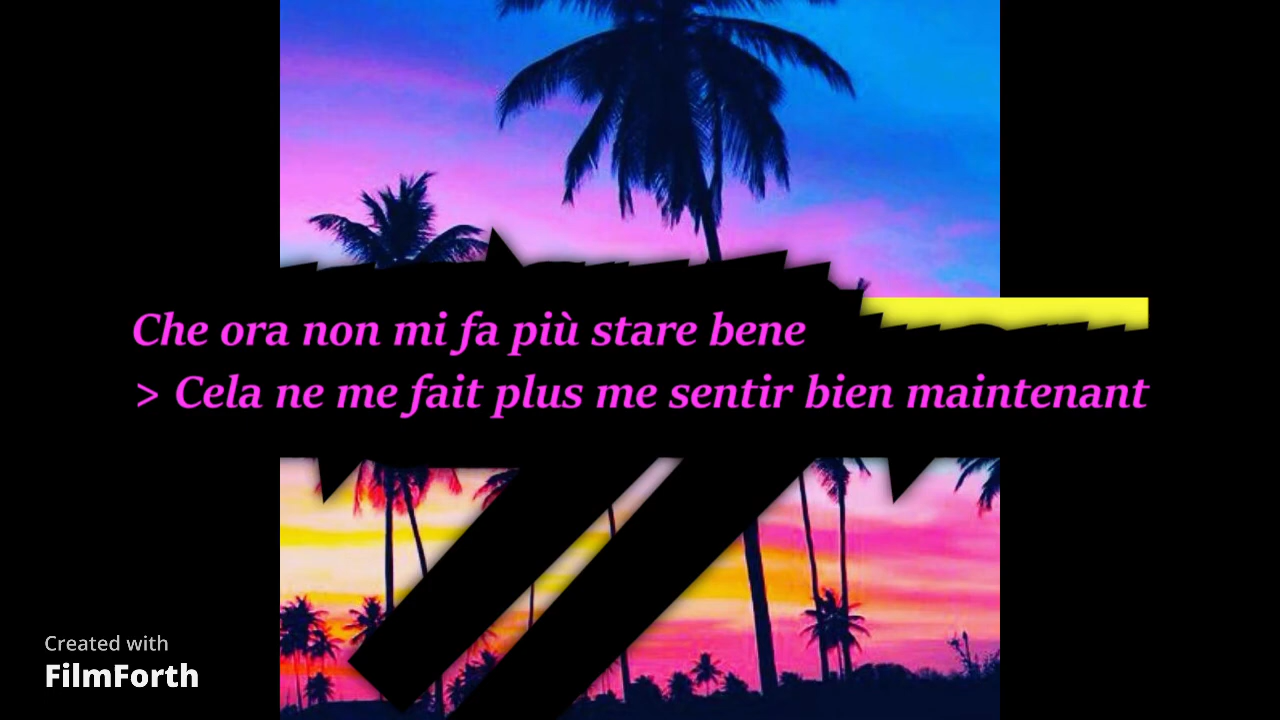 Che ora non mi fa più stare bene
> Cela ne me fait plus me sentir bien maintenant
Created with
FilmForth